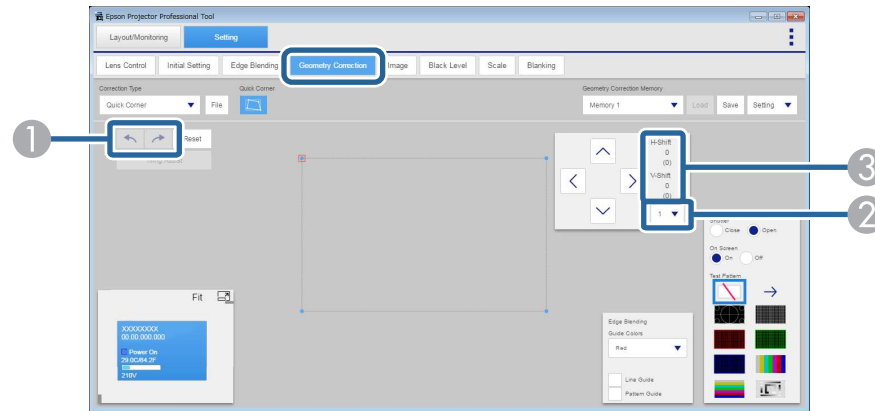 Epson Projector Professional Tool
Layout/Monitoring Setting
Lens Control Initial Setting Edge Blending Geometry Correction Image Black Level Scale Blanking
Correction Type Quick Corner Geometry Correction Memory
Quick Corner File Memory 1 Load Save Setting
1
Reset
H-Shift
0
(0)
V-Shift
0
(0)
3
1
2
Shutter
Close Open
On Screen
On Off
Test Pattern
Fit
XXXXXXXX
00.00.000.000
Power On
29.0C/84.2F
210V
Edge Blending
Guide Colors
Red
Line Guide
Pattern Guide